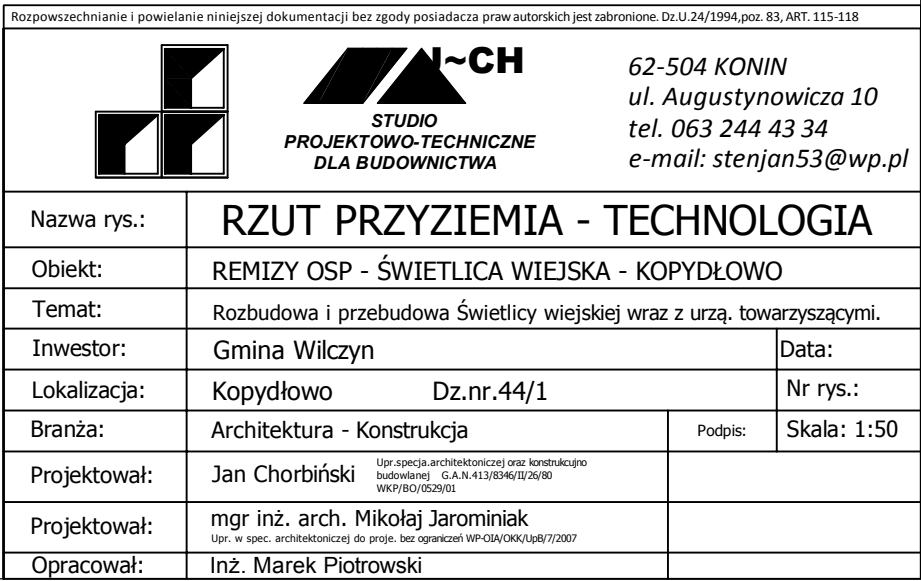 Rozpowszechnianie i powielanie niniejszej dokumentacji bez zgody posiadacza praw autorskich jest zabronione. Dz.U.24/1994,poz. 83, ART. 115-118
~CH
STUDIO
PROJEKTOWO-TECHNICZNE
DLA BUDOWNICTWA
62-504 KONIN
ul. Augustynowicza 10
tel. 063 244 43 34
e-mail: stenjan53@wp.pl
Nazwa rys.: RZUT PRZYZIEMIA - TECHNOLOGIA
Obiekt: REMIZY OSP - ŚWIETLICA WIEJSKA - KOPYDŁOWO
Temat: Rozbudowa i przebudowa Świetlicy wiejskiej wraz z urzą. towarzyszącymi.
Inwestor: Gmina Wilczyn Data:
Lokalizacja: Kopydłowo Dz.nr.44/1 Nr rys.:
Branża: Architektura - Konstrukcja Podpis: Skala: 1:50
Projektował: Jan Chorbiński
Upr.specja.architektoniczej oraz konstrukcujno
budowlanej G.A.N.413/8346/II/26/80
WKP/BO/0529/01
Projektował: mgr inż. arch. Mikołaj Jarominiak
Upr. w spec. architektoniczej do proje. bez ograniczeń WP-OIA/OKK/UpB/7/2007
Opracował: Inż. Marek Piotrowski